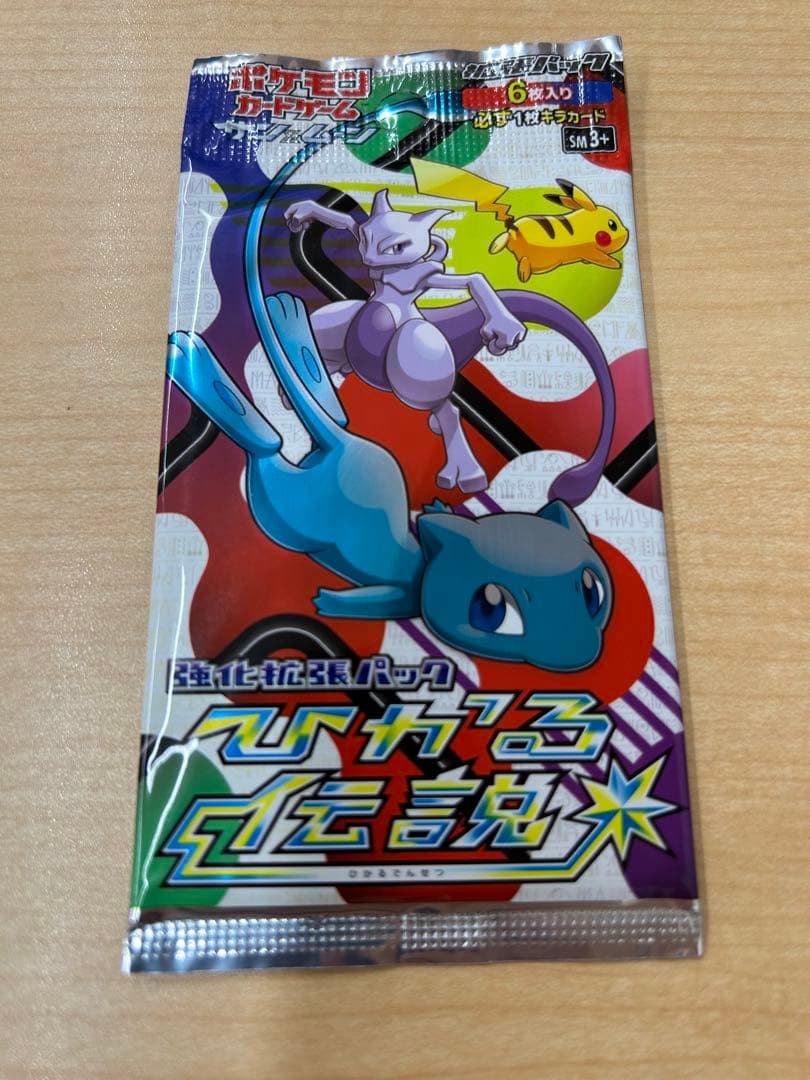 ポケモン
カードゲーム
サン&ムーン
拡張パック
6枚入り
必ず1枚キラカード
SM3+
強化拡張パック
ひかる
伝説
ひかるでんせつ